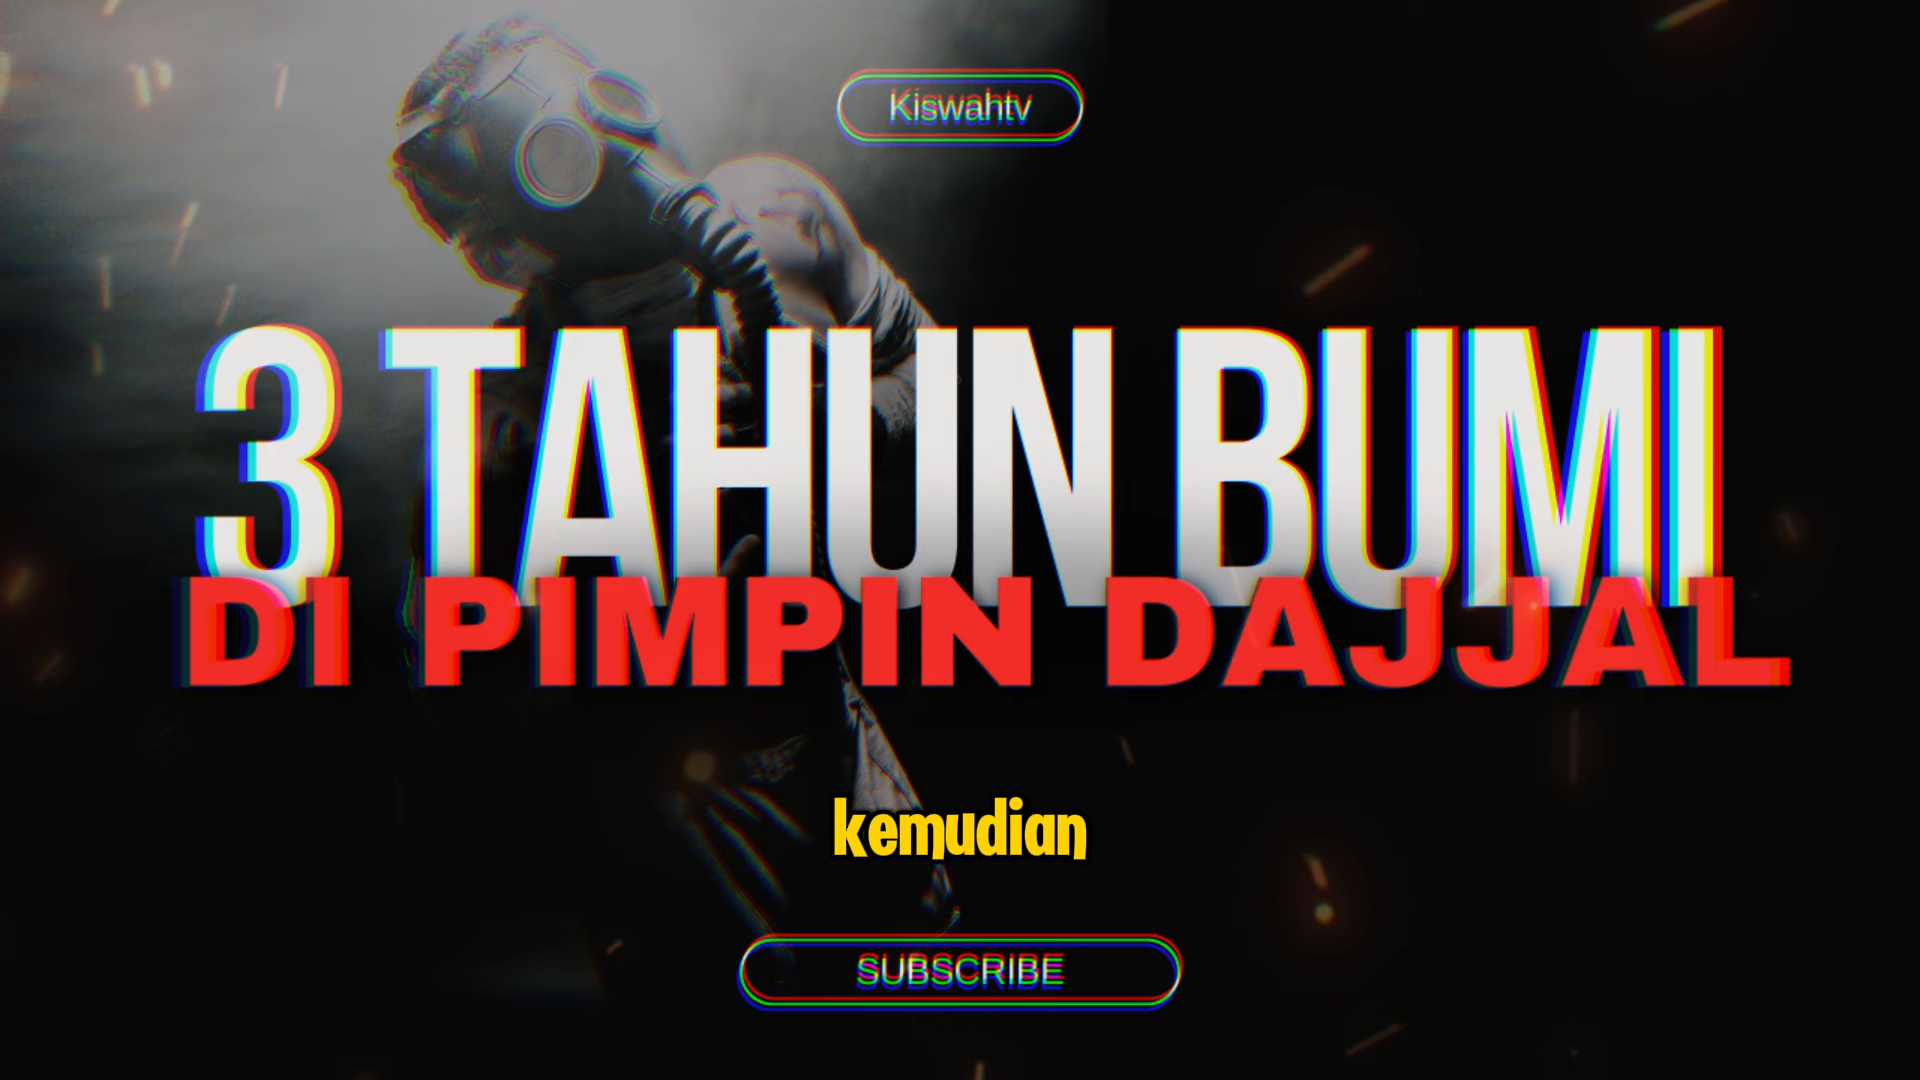 Kiswahtv
3 TAHUN BUMI
DI PIMPIN DAJJAL
kemudian
SUBSCRIBE